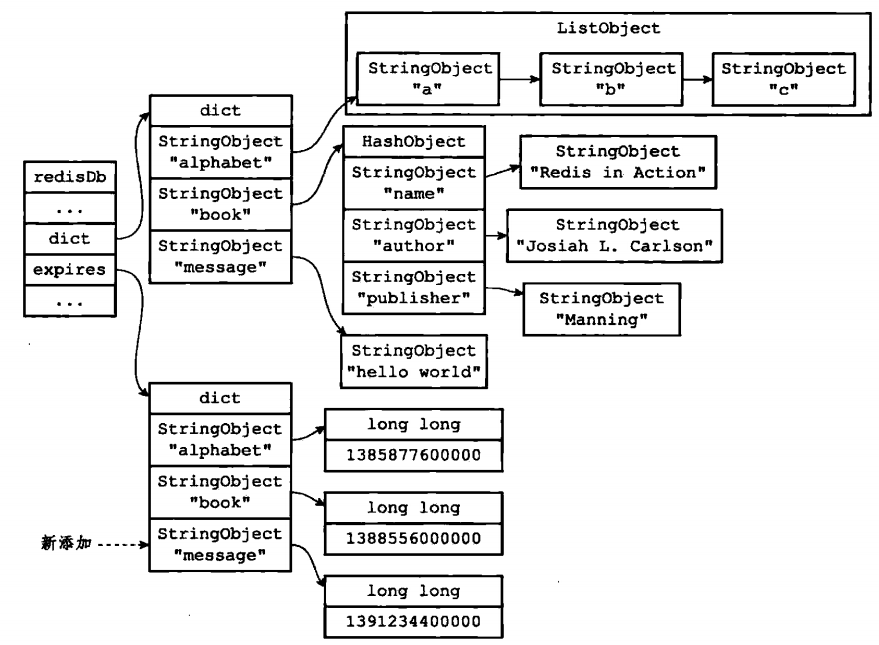 ListObject
StringObject
"a"
StringObject
"b"
StringObject
"c"
dict
StringObject
"alphabet"
StringObject
"book"
StringObject
"message"
HashObject
StringObject
"name"
StringObject
"author"
StringObject
"publisher"
StringObject
"Redis in Action"
StringObject
"Josiah L. Carlson"
StringObject
"Manning"
redisDb
...
dict
expires
...
StringObject
"hello world"
dict
StringObject
"alphabet"
StringObject
"book"
StringObject
"message"
新添加
long long
1385877600000
long long
1388556000000
long long
1391234400000